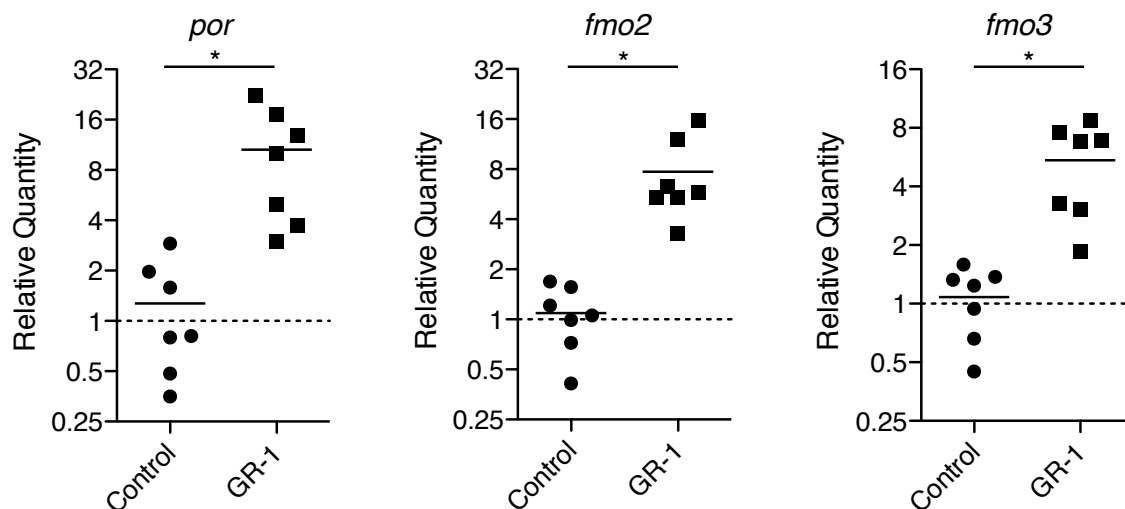 por
*
32
16
8
4
2
1
0.5
0.25
Relative Quantity
Control
GR-1
fmo2
*
32
16
8
4
2
1
0.5
0.25
Relative Quantity
Control
GR-1
fmo3
*
16
8
4
2
1
0.5
0.25
Relative Quantity
Control
GR-1